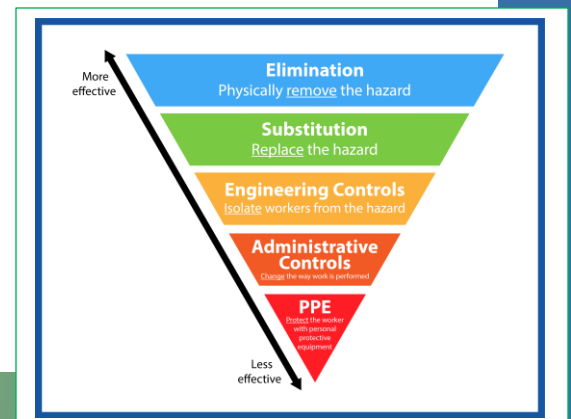 More
effective
Elimination
Physically remove the hazard
Substitution
Replace the hazard
Engineering Controls
Isolate workers from the hazard
Administrative
Controls
Change the way work is performed
PPE
Protect the worker
with personal
protective
equipment
Less
effective